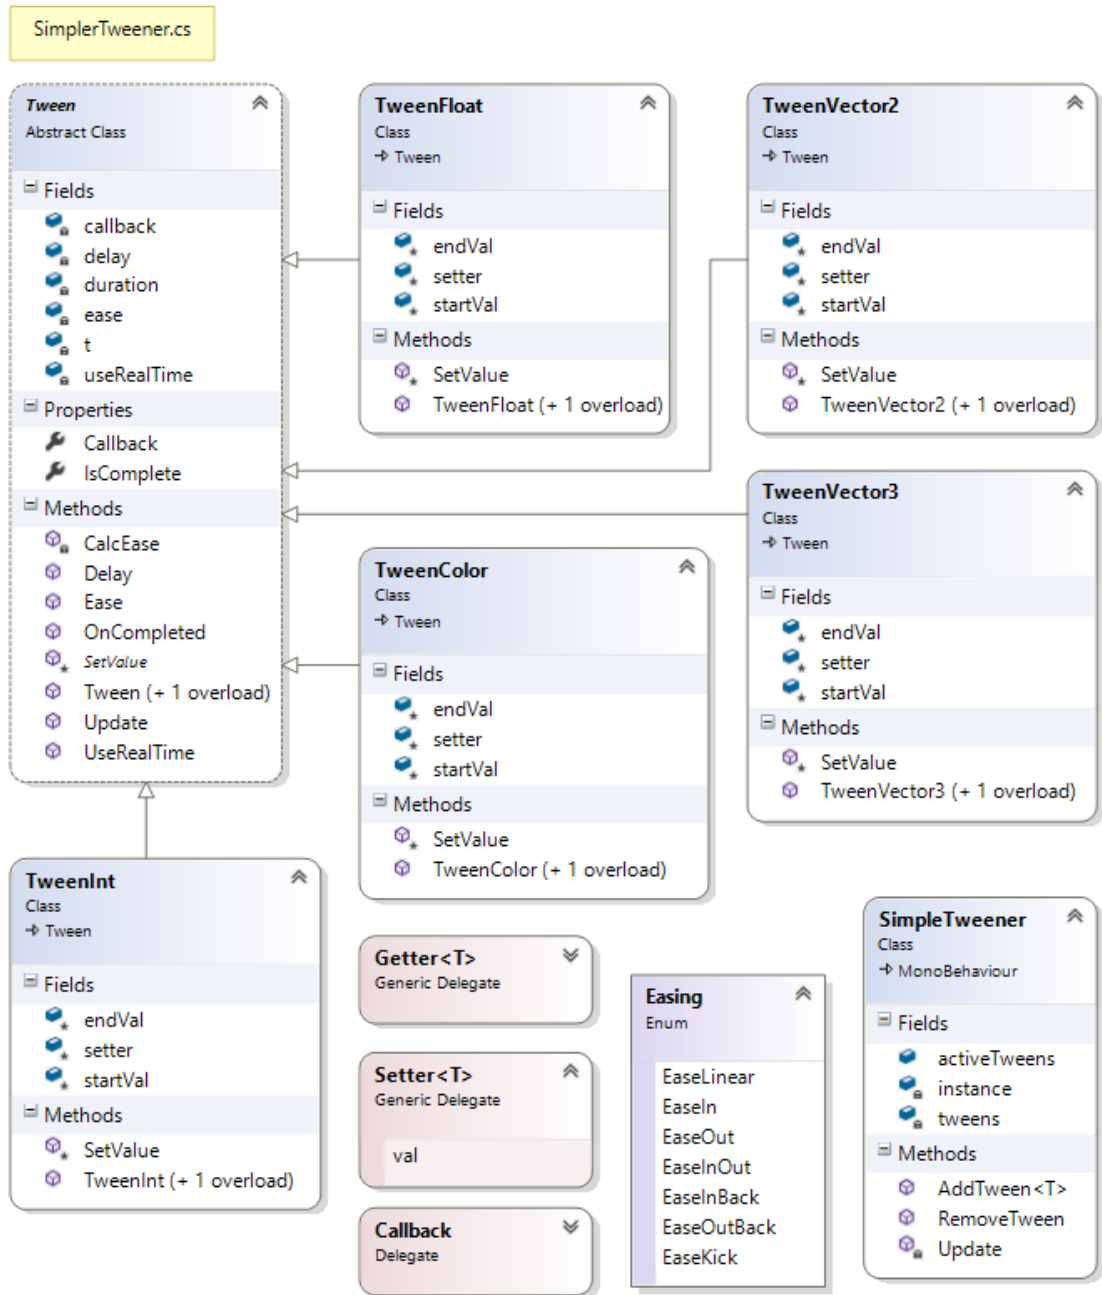 SimplerTweener.cs
Tween
Abstract Class
Fields
callback
delay
duration
ease
t
useRealTime
Properties
Callback
IsComplete
Methods
CalcEase
Delay
Ease
OnCompleted
SetValue
Tween (+ 1 overload)
Update
UseRealTime
TweenFloat
Class
Tween
Fields
endVal
setter
startVal
Methods
SetValue
TweenFloat (+ 1 overload)
TweenVector2
Class
Tween
Fields
endVal
setter
startVal
Methods
SetValue
TweenVector2 (+ 1 overload)
TweenVector3
Class
Tween
Fields
endVal
setter
startVal
Methods
SetValue
TweenVector3 (+ 1 overload)
TweenColor
Class
Tween
Fields
endVal
setter
startVal
Methods
SetValue
TweenColor (+ 1 overload)
TweenInt
Class
Tween
Fields
endVal
setter
startVal
Methods
SetValue
TweenInt (+ 1 overload)
Getter<T>
Generic Delegate
Setter<T>
Generic Delegate
val
Callback
Delegate
Easing
Enum
EaseLinear
EaseIn
EaseOut
EaseInOut
EaseInBack
EaseOutBack
EaseKick
SimpleTweener
Class
MonoBehaviour
Fields
activeTweens
instance
tweens
Methods
AddTween<T>
RemoveTween
Update